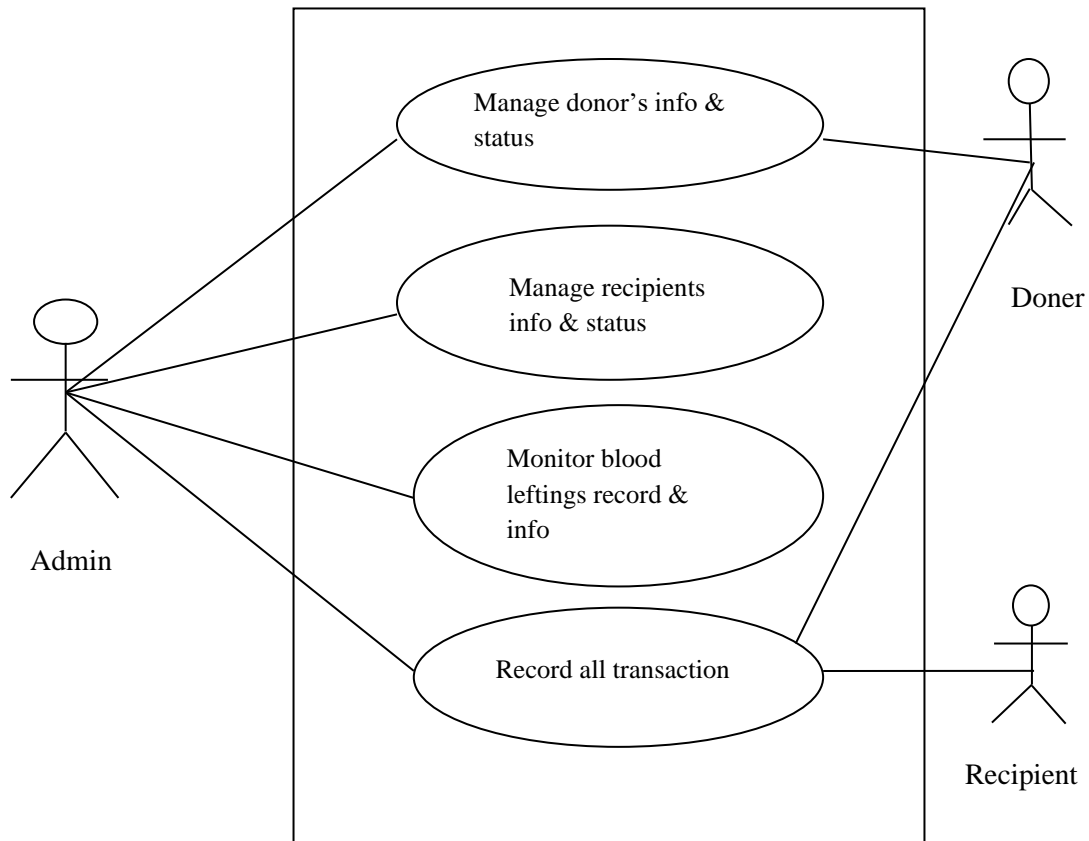 Manage donor’s info &
status
Manage recipients
info & status
Doner
Monitor blood
leftings record &
info
Admin
Record all transaction
Recipient